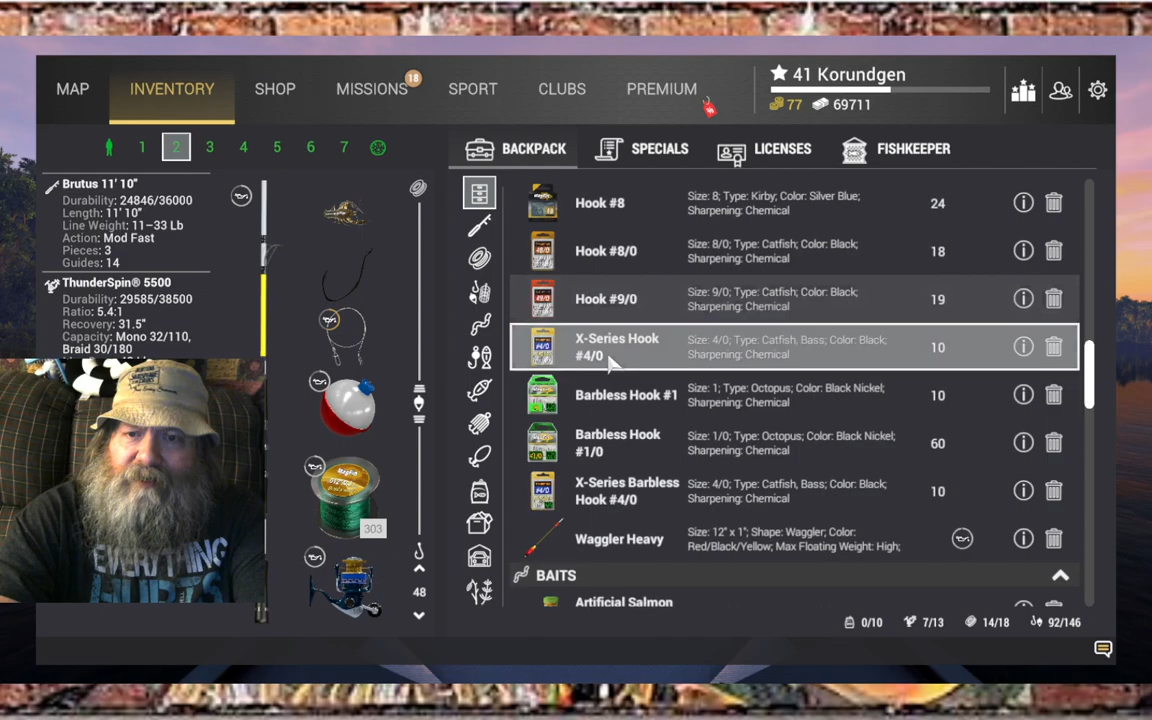 MAP
INVENTORY
SHOP
MISSIONS
18
SPORT
CLUBS
PREMIUM
41 Korundgen
77
69711
1 2 3 4 5 6 7
BACKPACK
SPECIALS
LICENSES
FISHKEEPER
Brutus 11' 10"
Durability: 24846/36000
Length: 11' 10"
Line Weight: 11–33 Lb
Action: Mod Fast
Pieces: 3
Guides: 14
ThunderSpin® 5500
Durability: 29585/38500
Ratio: 5.4:1
Recovery: 31.5"
Capacity: Mono 32/110,
Braid 30/180
303
48
Hook #8
Size: 8; Type: Kirby; Color: Silver Blue;
Sharpening: Chemical
24
Hook #8/0
Size: 8/0; Type: Catfish; Color: Black;
Sharpening: Chemical
18
Hook #9/0
Size: 9/0; Type: Catfish; Color: Black;
Sharpening: Chemical
19
X-Series Hook
#4/0
Size: 4/0; Type: Catfish, Bass; Color: Black;
Sharpening: Chemical
10
Barbless Hook #1
Size: 1; Type: Octopus; Color: Black Nickel;
Sharpening: Chemical
10
Barbless Hook
#1/0
Size: 1/0; Type: Octopus; Color: Black Nickel;
Sharpening: Chemical
60
X-Series Barbless
Hook #4/0
Size: 4/0; Type: Catfish, Bass; Color: Black;
Sharpening: Chemical
10
Waggler Heavy
Size: 12" x 1"; Shape: Waggler; Color:
Red/Black/Yellow; Max Floating Weight: High;
BAITS
Artificial Salmon
0/10
7/13
14/18
92/146
EVERYTHING
HURTS